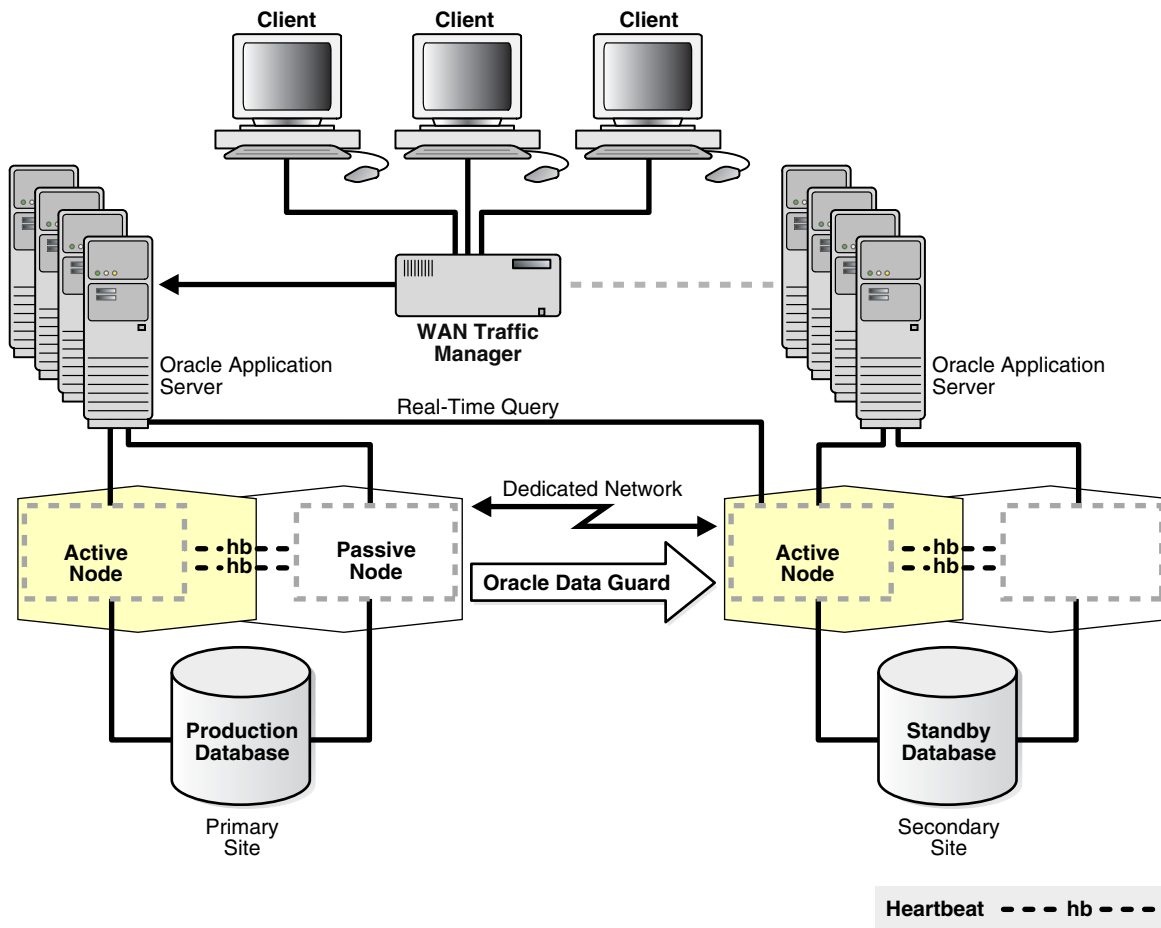 Client
Client
Client
WAN Traffic
Manager
Oracle Application
Server
Oracle Application
Server
Real-Time Query
Dedicated Network
Active
Node
hb
hb
Passive
Node
Oracle Data Guard
Active
Node
hb
hb
Production
Database
Standby
Database
Primary
Site
Secondary
Site
Heartbeat hb